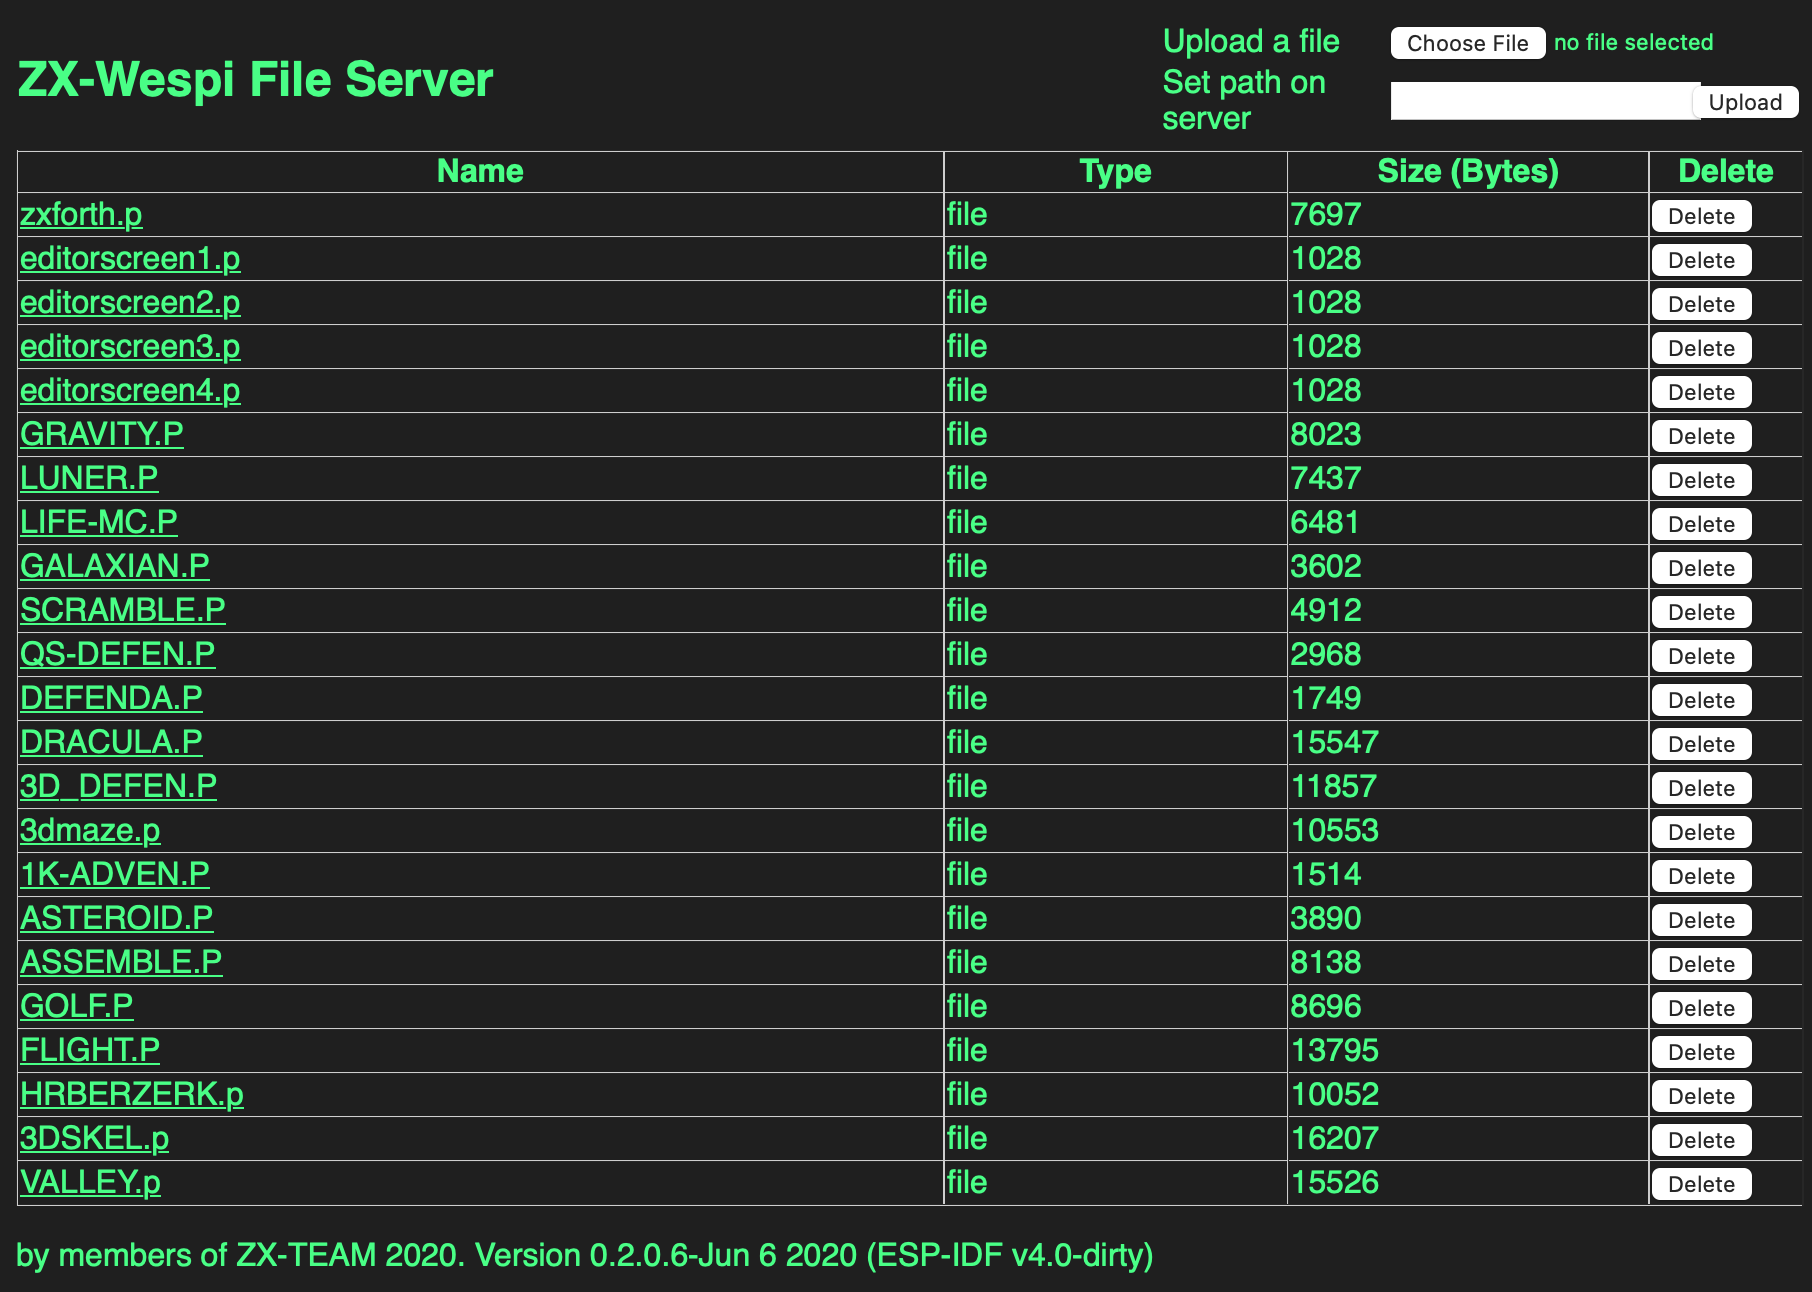 Upload a file Choose File no file selected
ZX-Wespi File Server
Set path on
server
Upload
Name Type Size (Bytes) Delete
zxforth.p file 7697 Delete
editorscreen1.p file 1028 Delete
editorscreen2.p file 1028 Delete
editorscreen3.p file 1028 Delete
editorscreen4.p file 1028 Delete
GRAVITY.P file 8023 Delete
LUNER.P file 7437 Delete
LIFE-MC.P file 6481 Delete
GALAXIAN.P file 3602 Delete
SCRAMBLE.P file 4912 Delete
QS-DEFEN.P file 2968 Delete
DEFENDA.P file 1749 Delete
DRACULA.P file 15547 Delete
3D_DEFEN.P file 11857 Delete
3dmaze.p file 10553 Delete
1K-ADVEN.P file 1514 Delete
ASTEROID.P file 3890 Delete
ASSEMBLE.P file 8138 Delete
GOLF.P file 8696 Delete
FLIGHT.P file 13795 Delete
HRBERZERK.p file 10052 Delete
3DSKEL.p file 16207 Delete
VALLEY.p file 15526 Delete
by members of ZX-TEAM 2020. Version 0.2.0.6-Jun 6 2020 (ESP-IDF v4.0-dirty)